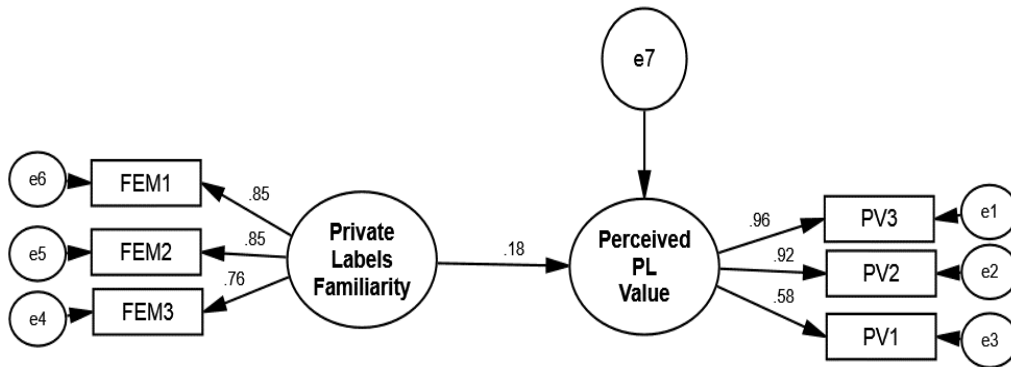 e7
e6
FEM1
.85
e5
FEM2
.85
e4
FEM3
.76
Private
Labels
Familiarity
.18
Perceived
PL
Value
.96
PV3
e1
.92
PV2
e2
.58
PV1
e3